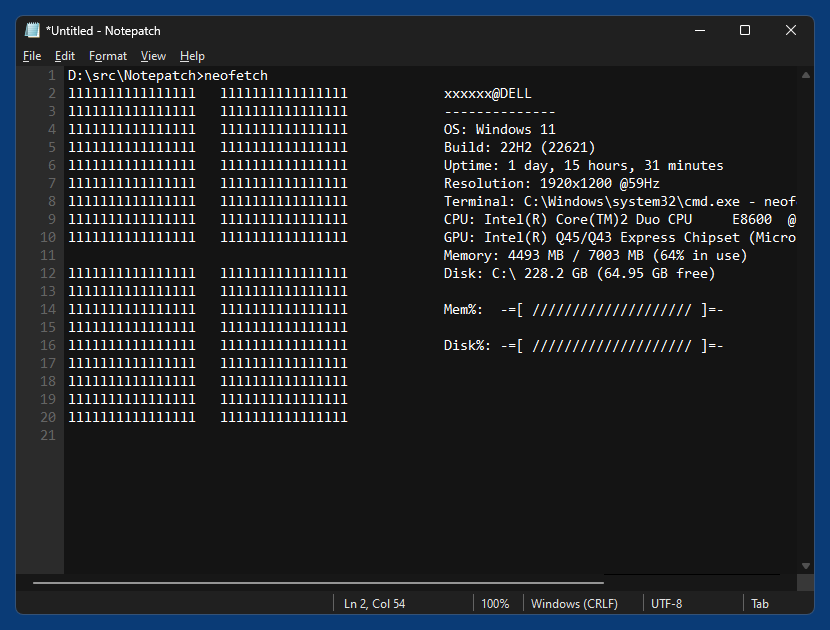 *Untitled - Notepatch
File Edit Format View Help
1 D:\src\Notepatch>neofetch
2 llllllllllllllll   llllllllllllllll            xxxxxx@DELL
3 llllllllllllllll   llllllllllllllll            --------------
4 llllllllllllllll   llllllllllllllll            OS: Windows 11
5 llllllllllllllll   llllllllllllllll            Build: 22H2 (22621)
6 llllllllllllllll   llllllllllllllll            Uptime: 1 day, 15 hours, 31 minutes
7 llllllllllllllll   llllllllllllllll            Resolution: 1920x1200 @59Hz
8 llllllllllllllll   llllllllllllllll            Terminal: C:\Windows\system32\cmd.exe - neof
9 llllllllllllllll   llllllllllllllll            CPU: Intel(R) Core(TM)2 Duo CPU     E8600  @
10 llllllllllllllll   llllllllllllllll            GPU: Intel(R) Q45/Q43 Express Chipset (Micro
11                                                Memory: 4493 MB / 7003 MB (64% in use)
12 llllllllllllllll   llllllllllllllll            Disk: C:\ 228.2 GB (64.95 GB free)
13 llllllllllllllll   llllllllllllllll
14 llllllllllllllll   llllllllllllllll            Mem%:  -=[ //////////////////// ]=-
15 llllllllllllllll   llllllllllllllll
16 llllllllllllllll   llllllllllllllll            Disk%: -=[ //////////////////// ]=-
17 llllllllllllllll   llllllllllllllll
18 llllllllllllllll   llllllllllllllll
19 llllllllllllllll   llllllllllllllll
20 llllllllllllllll   llllllllllllllll
21
Ln 2, Col 54 100% Windows (CRLF) UTF-8 Tab